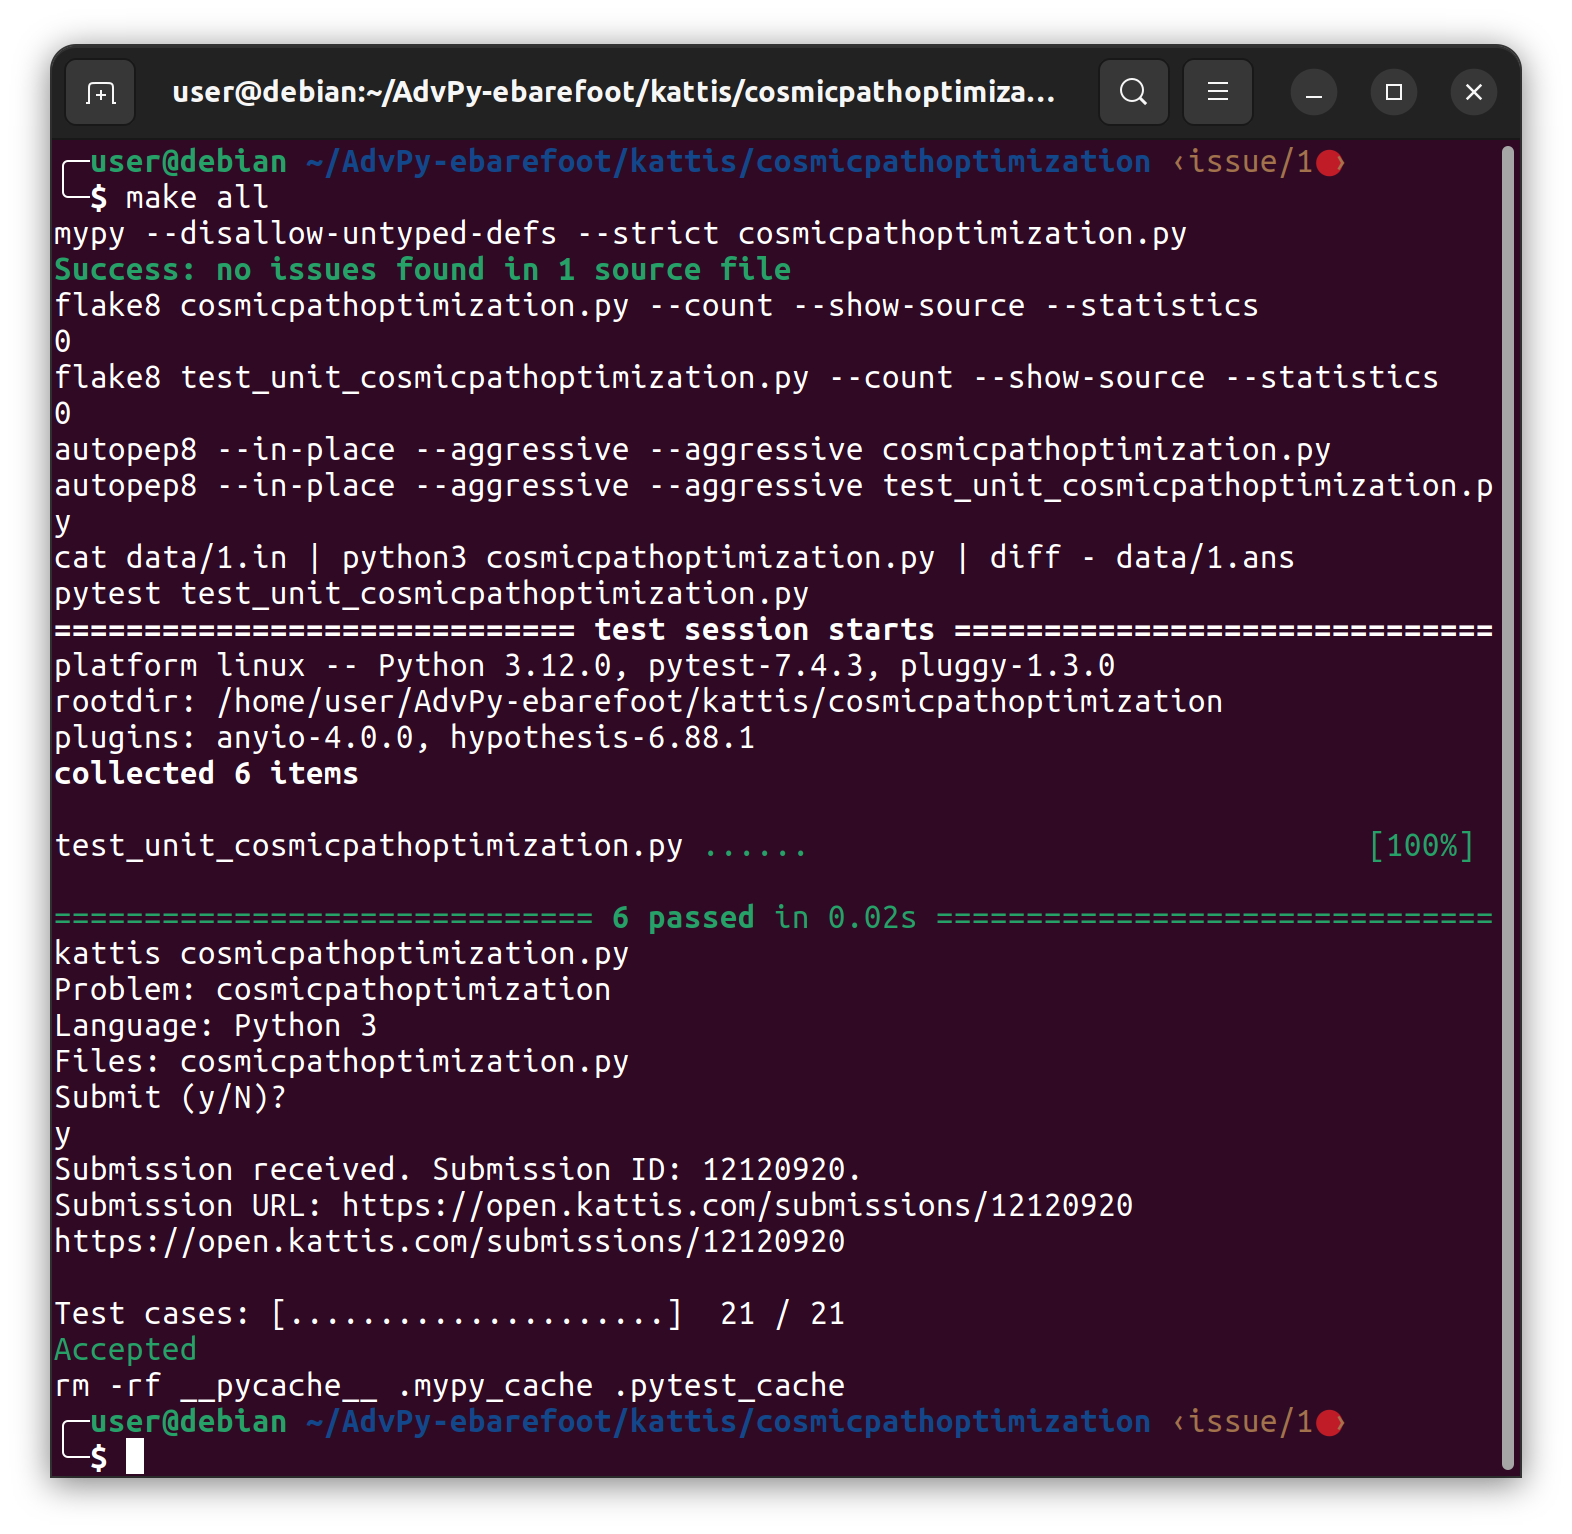 user@debian:~/AdvPy-ebarefoot/kattis/cosmicpathoptimiza...
user@debian ~/AdvPy-ebarefoot/kattis/cosmicpathoptimization ‹issue/1●›
$ make all
mypy --disallow-untyped-defs --strict cosmicpathoptimization.py
Success: no issues found in 1 source file
flake8 cosmicpathoptimization.py --count --show-source --statistics
0
flake8 test_unit_cosmicpathoptimization.py --count --show-source --statistics
0
autopep8 --in-place --aggressive --aggressive cosmicpathoptimization.py
autopep8 --in-place --aggressive --aggressive test_unit_cosmicpathoptimization.p
y
cat data/1.in | python3 cosmicpathoptimization.py | diff - data/1.ans
pytest test_unit_cosmicpathoptimization.py
============================= test session starts ==============================
platform linux -- Python 3.12.0, pytest-7.4.3, pluggy-1.3.0
rootdir: /home/user/AdvPy-ebarefoot/kattis/cosmicpathoptimization
plugins: anyio-4.0.0, hypothesis-6.88.1
collected 6 items
test_unit_cosmicpathoptimization.py ...... [100%]
============================== 6 passed in 0.02s ===============================
kattis cosmicpathoptimization.py
Problem: cosmicpathoptimization
Language: Python 3
Files: cosmicpathoptimization.py
Submit (y/N)?
y
Submission received. Submission ID: 12120920.
Submission URL: https://open.kattis.com/submissions/12120920
https://open.kattis.com/submissions/12120920
Test cases: [.....................]  21 / 21
Accepted
rm -rf __pycache__ .mypy_cache .pytest_cache
user@debian ~/AdvPy-ebarefoot/kattis/cosmicpathoptimization ‹issue/1●›
$